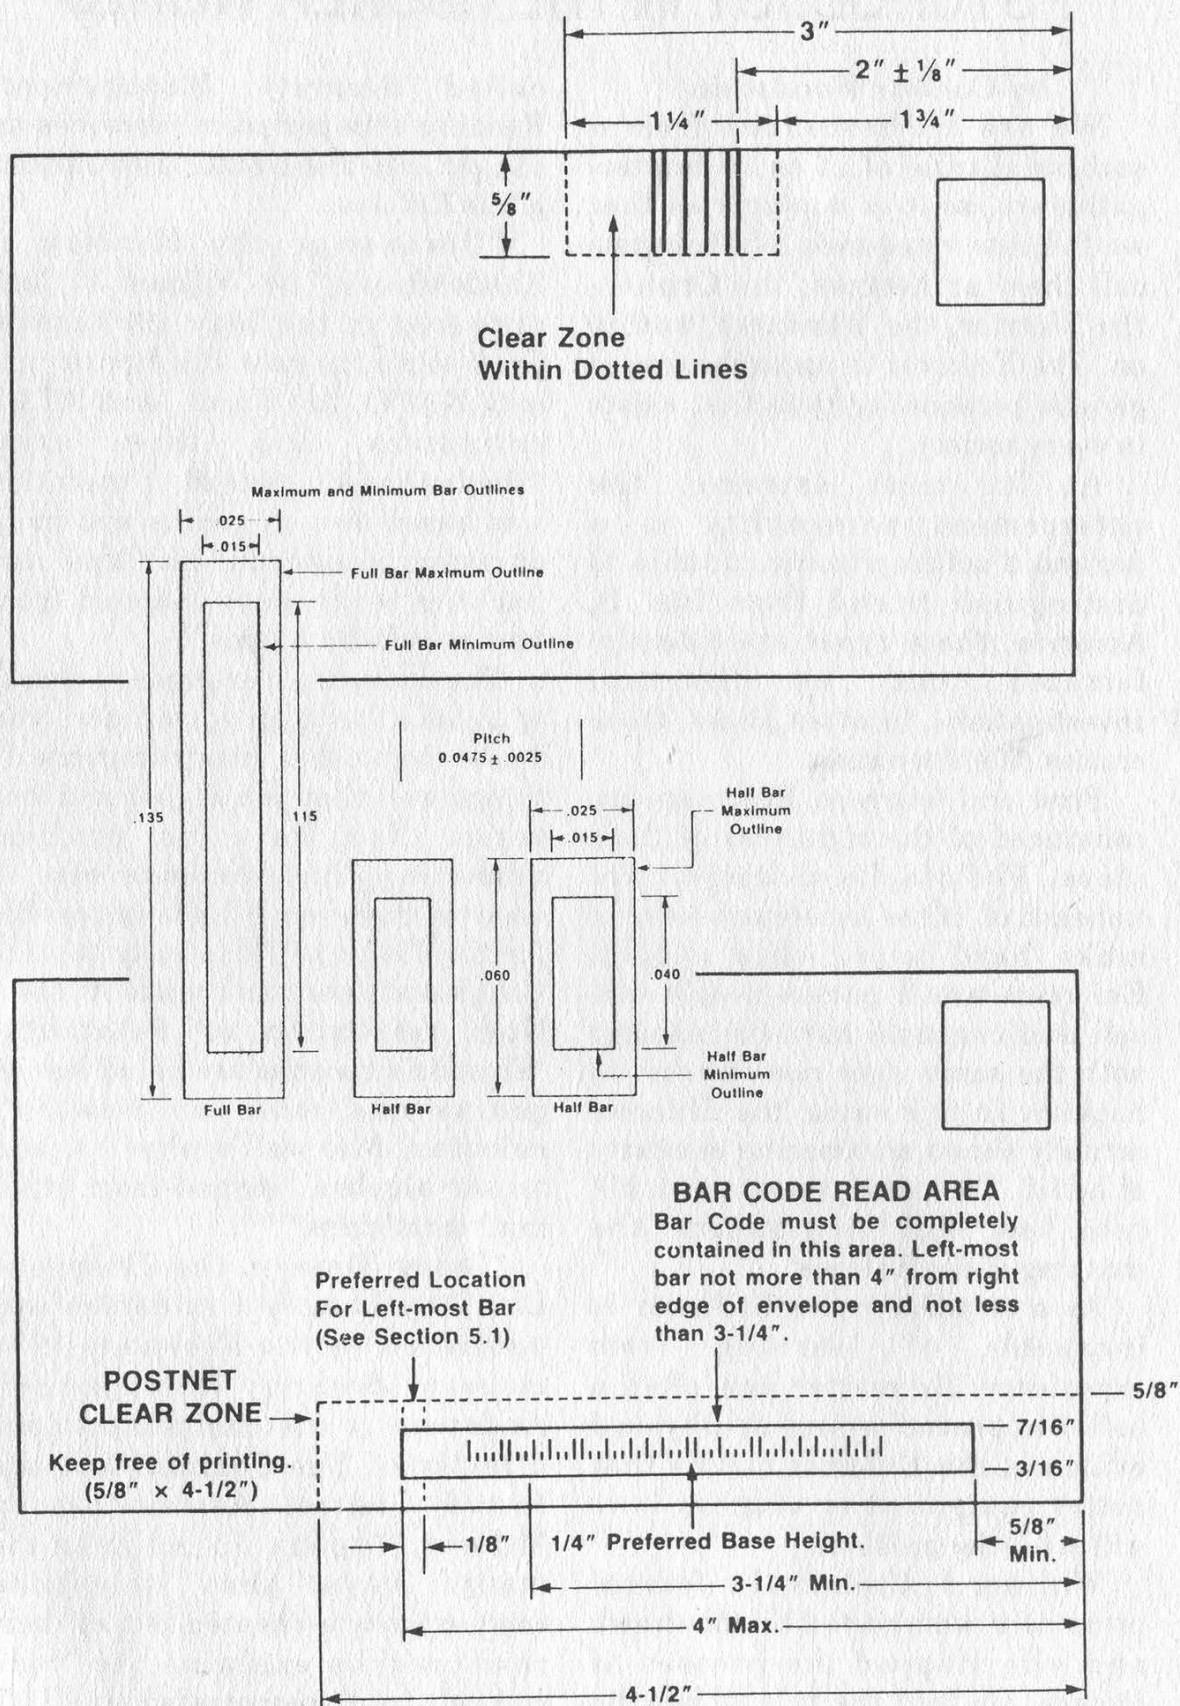 3″
2″ ± ⅛″
1¼″
1¾″
⅝″
Clear Zone
Within Dotted Lines
Maximum and Minimum Bar Outlines
.025
.015
Full Bar Maximum Outline
Full Bar Minimum Outline
Pitch
0.0475 ± .0025
.135
.115
Half Bar
Maximum
Outline
.025
.015
.060
.040
Half Bar
Minimum
Outline
Full Bar
Half Bar
Half Bar
BAR CODE READ AREA
Bar Code must be completely
contained in this area. Left-most
bar not more than 4″ from right
edge of envelope and not less
than 3-1/4″.
Preferred Location
For Left-most Bar
(See Section 5.1)
POSTNET
CLEAR ZONE
Keep free of printing.
(5/8″ × 4-1/2″)
5/8″
7/16″
3/16″
1/8″
1/4″ Preferred Base Height.
5/8″
Min.
3-1/4″ Min.
4″ Max.
4-1/2″